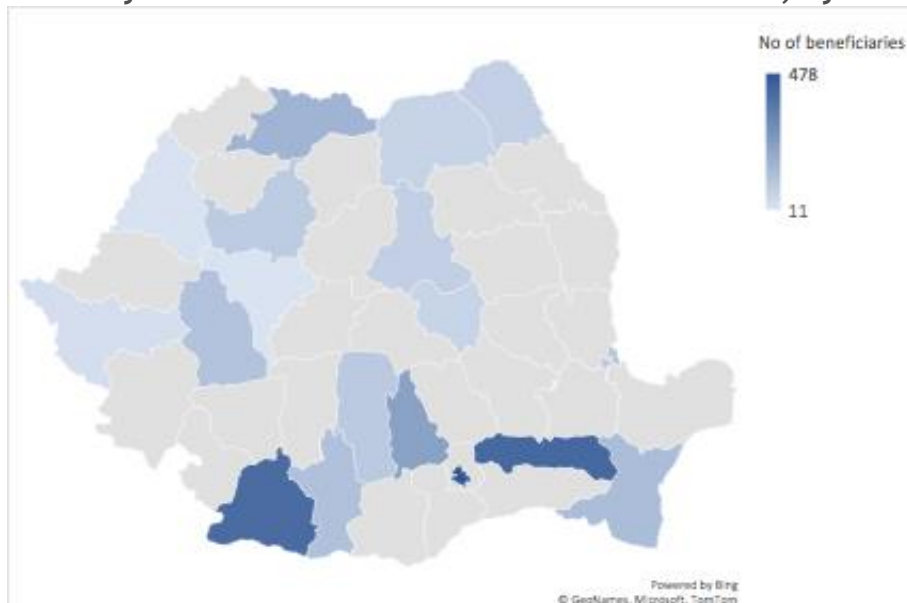 No of beneficiaries
478
11
Powered by Bing
© GeoNames, Microsoft, TomTom